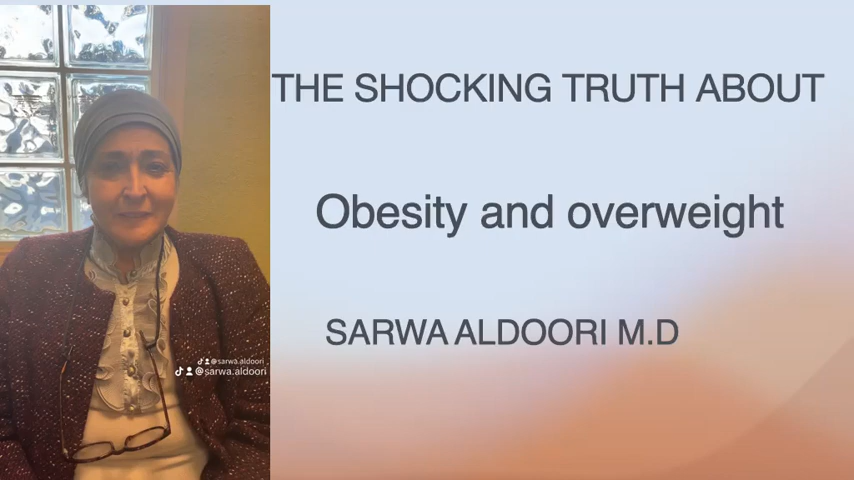 THE SHOCKING TRUTH ABOUT
Obesity and overweight
SARWA ALDOORI M.D
@sarwa.aldoori
@sarwa.aldoori